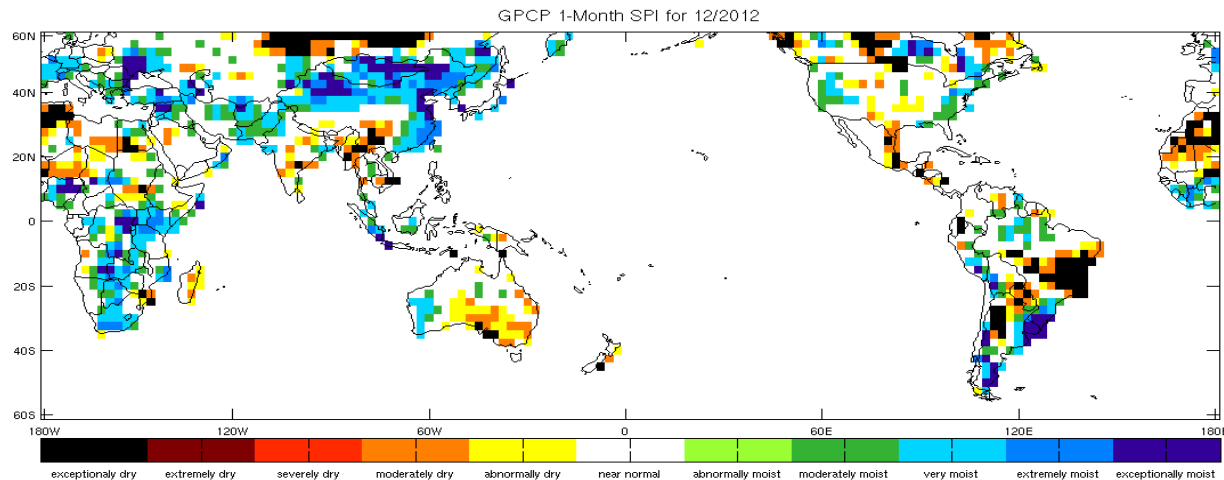 GPCP 1-Month SPI for 12/2012
60N
40N
20N
0
20S
40S
60S
180W 120W 60W 0 60E 120E 180E
exceptionaly dry extremely dry severely dry moderately dry abnormally dry near normal abnormally moist moderately moist very moist extremely moist exceptionally moist